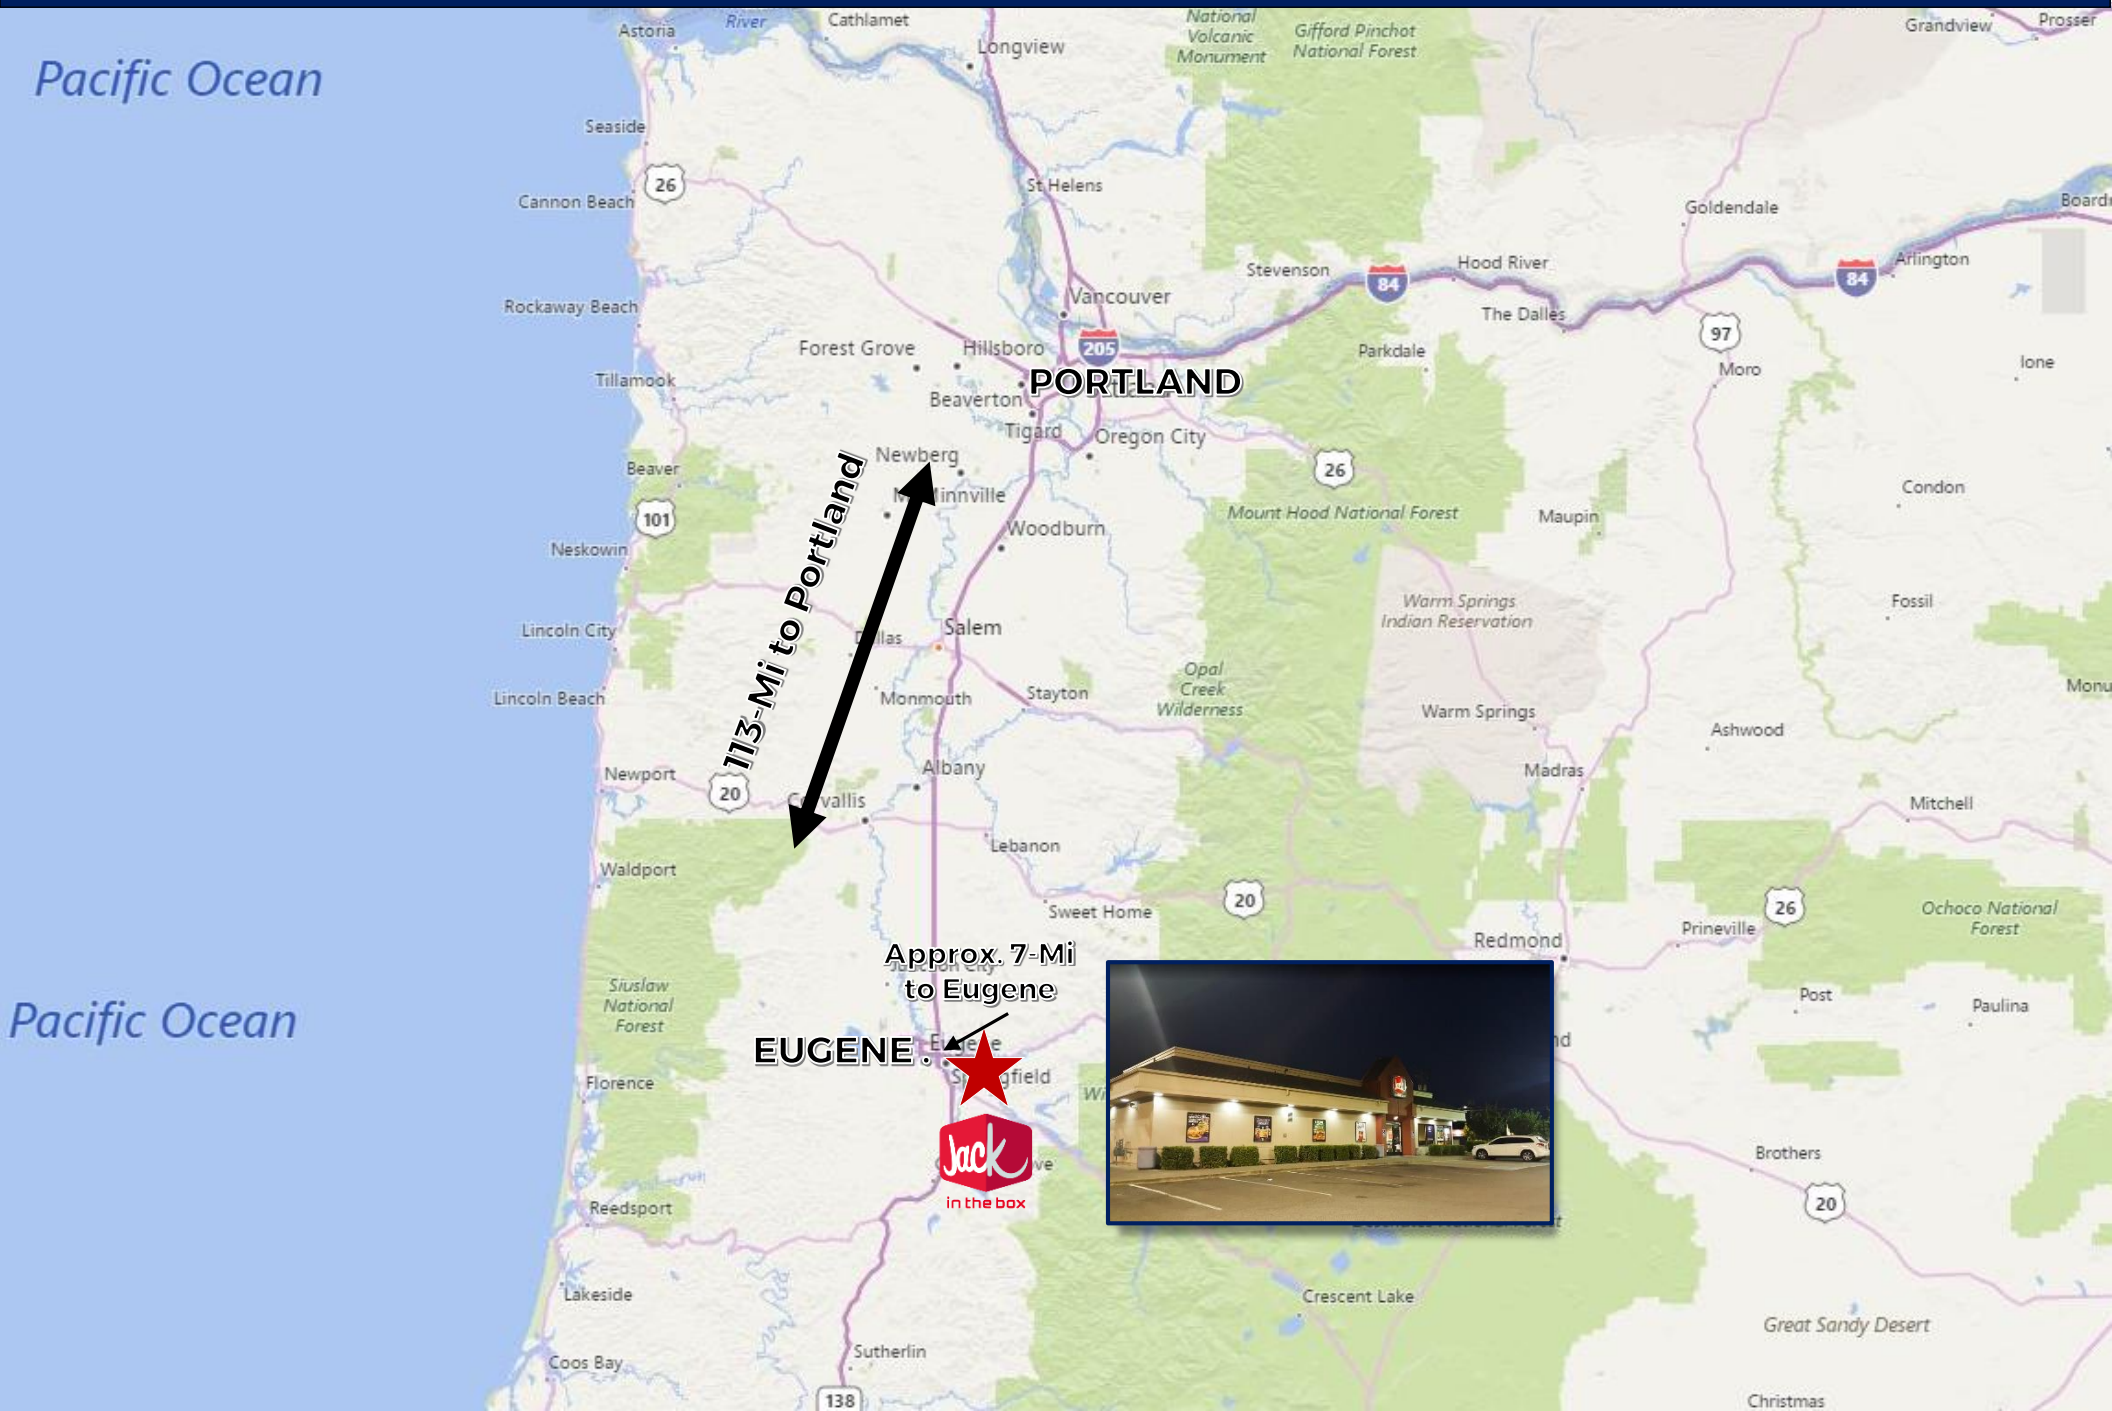 Pacific Ocean
Astoria
River
Cathlamet
Longview
National
Volcanic
Monument
Gifford Pinchot
National Forest
Grandview
Prosser
Seaside
26
Cannon Beach
St Helens
Goldendale
Stevenson
84
Hood River
84
Arlington
Rockaway Beach
Vancouver
The Dalles
97
Forest Grove
Hillsboro
205
Parkdale
Moro
Ione
Tillamook
PORTLAND
Beaverton
Tigard
Oregon City
Newberg
Beaver
26
Condon
101
Mount Hood National Forest
Maupin
Woodburn
Neskowin
113-Mi to Portland
Warm Springs
Indian Reservation
Fossil
Lincoln City
Salem
Opal
Creek
Wilderness
Lincoln Beach
Monmouth
Stayton
Warm Springs
Ashwood
Newport
20
Albany
Madras
Mitchell
Lebanon
Waldport
20
26
Sweet Home
Prineville
Ochoco National
Forest
Redmond
Approx. 7-Mi
to Eugene
Siuslaw
National
Forest
Post
Paulina
Pacific Ocean
EUGENE
Eugene
Florence
Jack
in the box
Brothers
20
Reedsport
Lakeside
Crescent Lake
Great Sandy Desert
Coos Bay
Sutherlin
138
Christmas